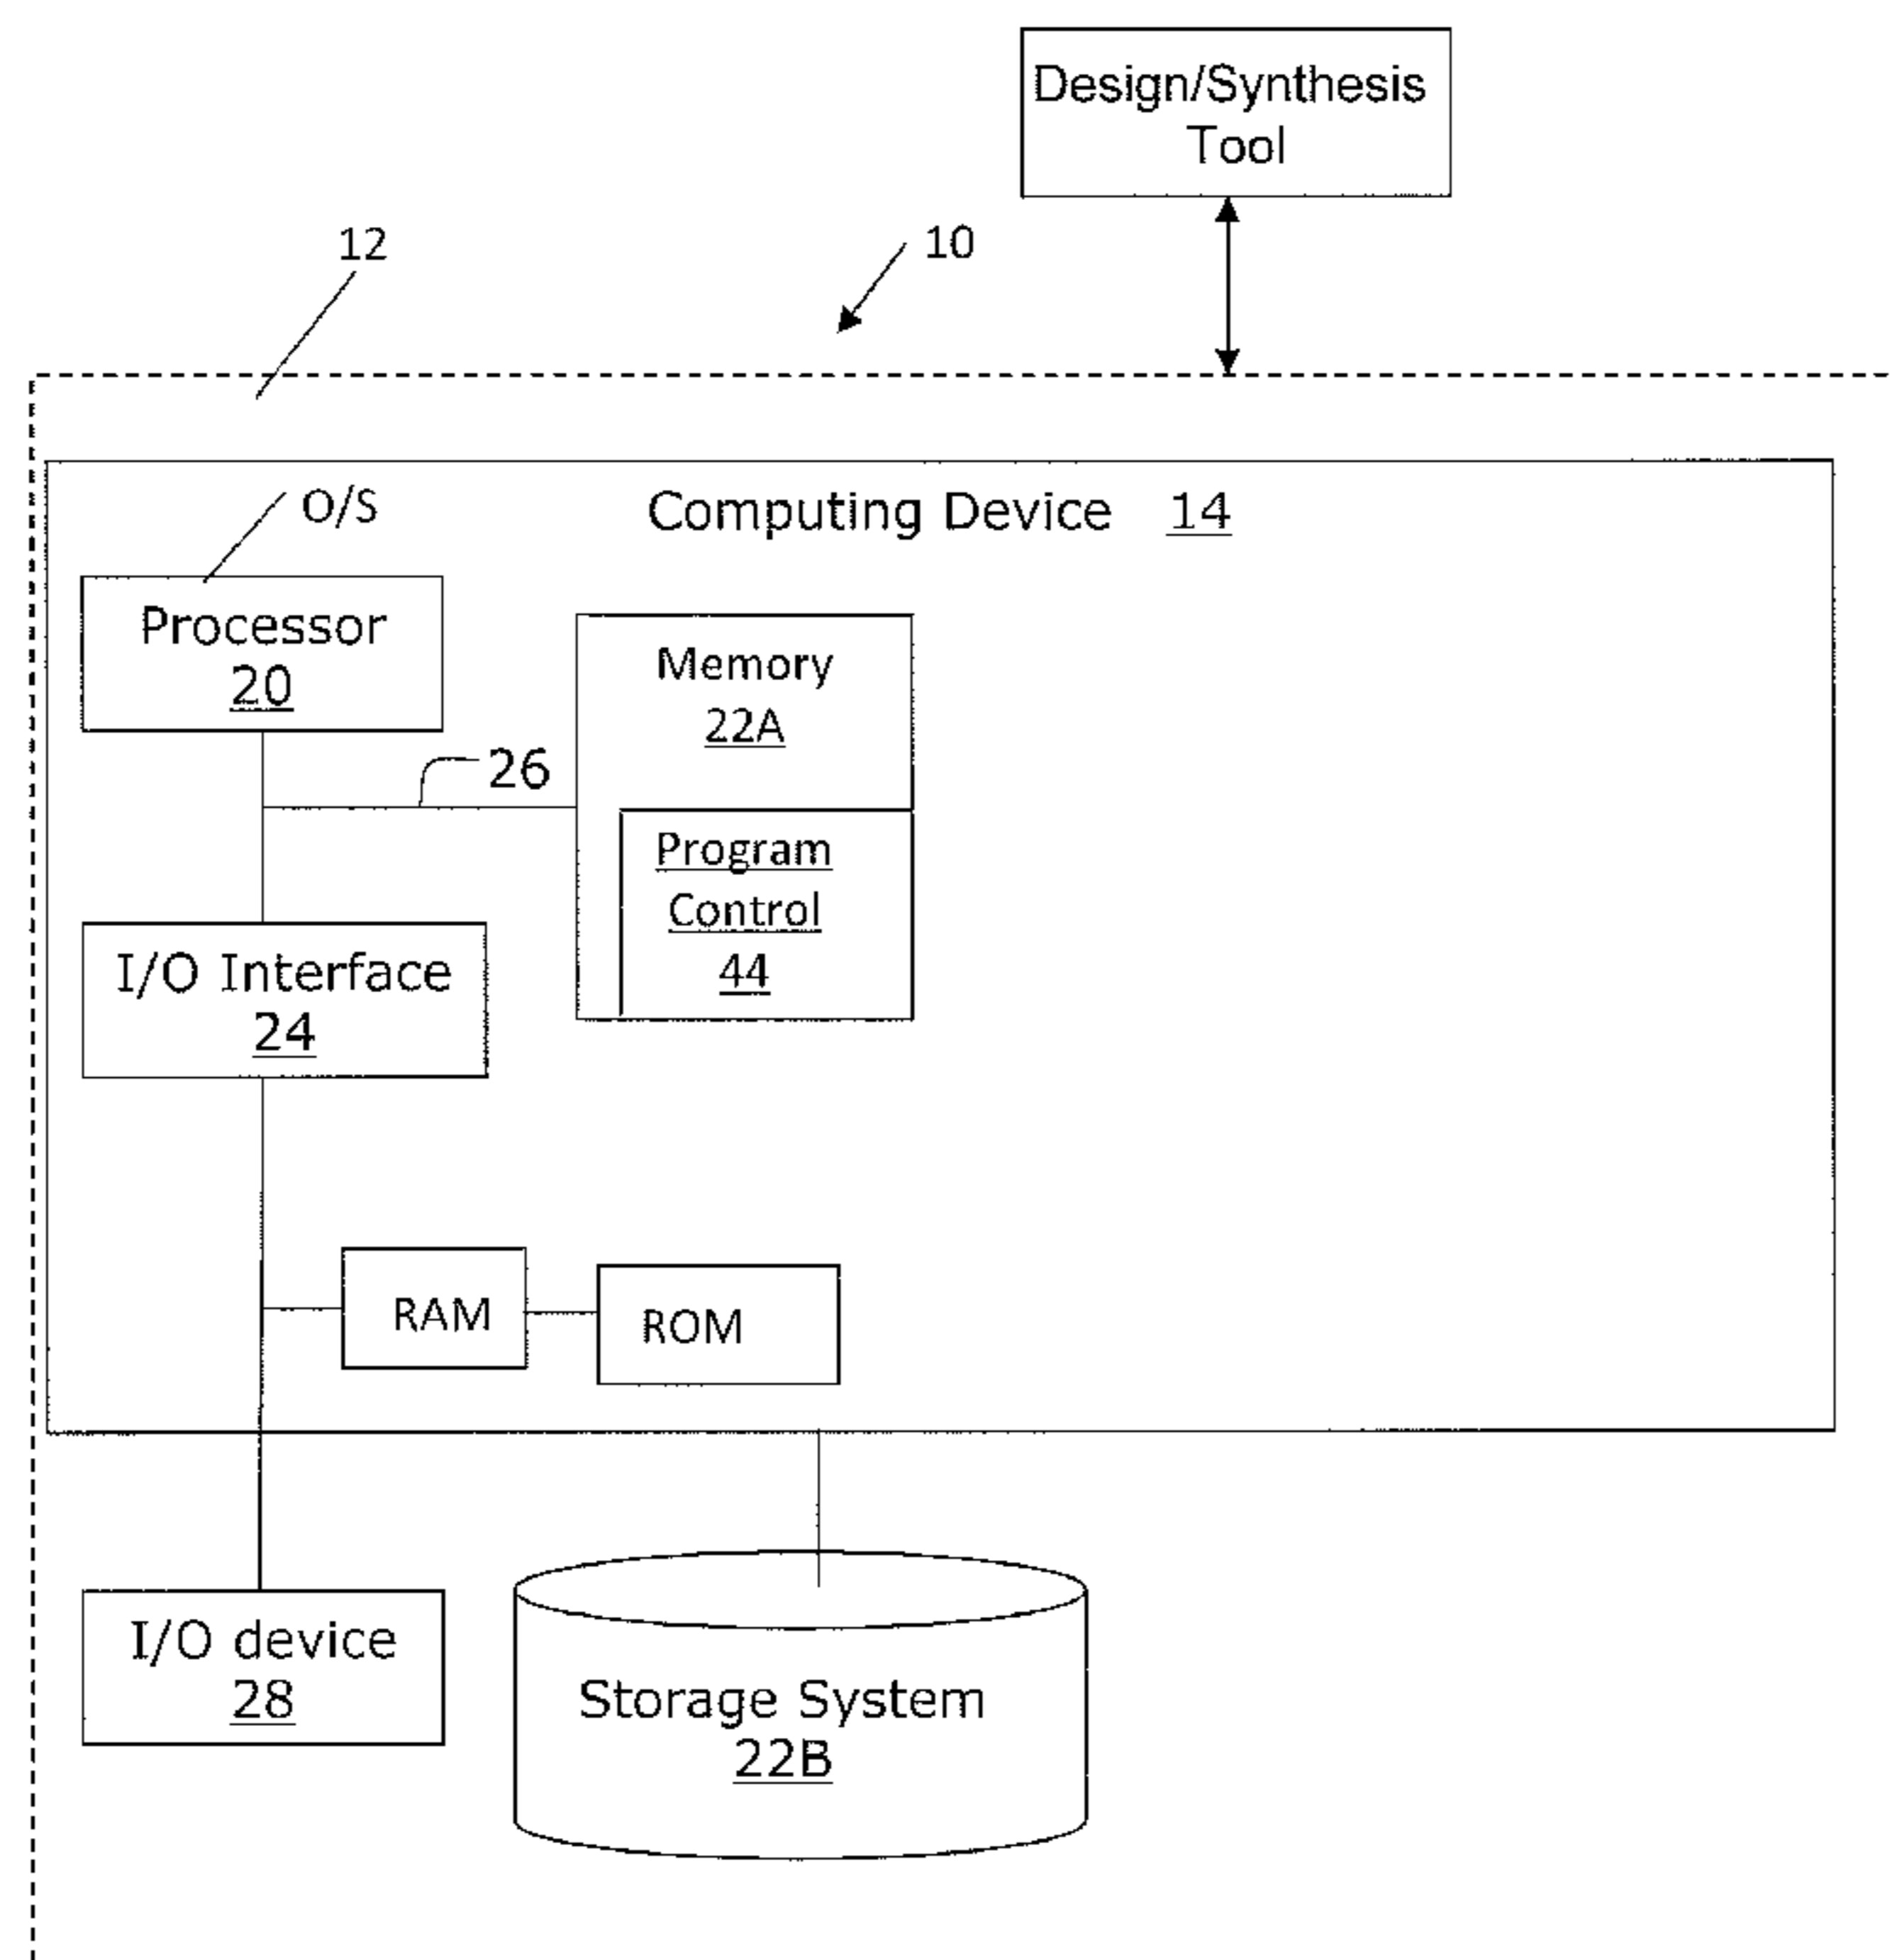 Design/Synthesis
Tool
12
10
O/S
Computing Device 14
Processor
20
Memory
22A
26
Program
Control
44
I/O Interface
24
RAM
ROM
I/O device
28
Storage System
22B